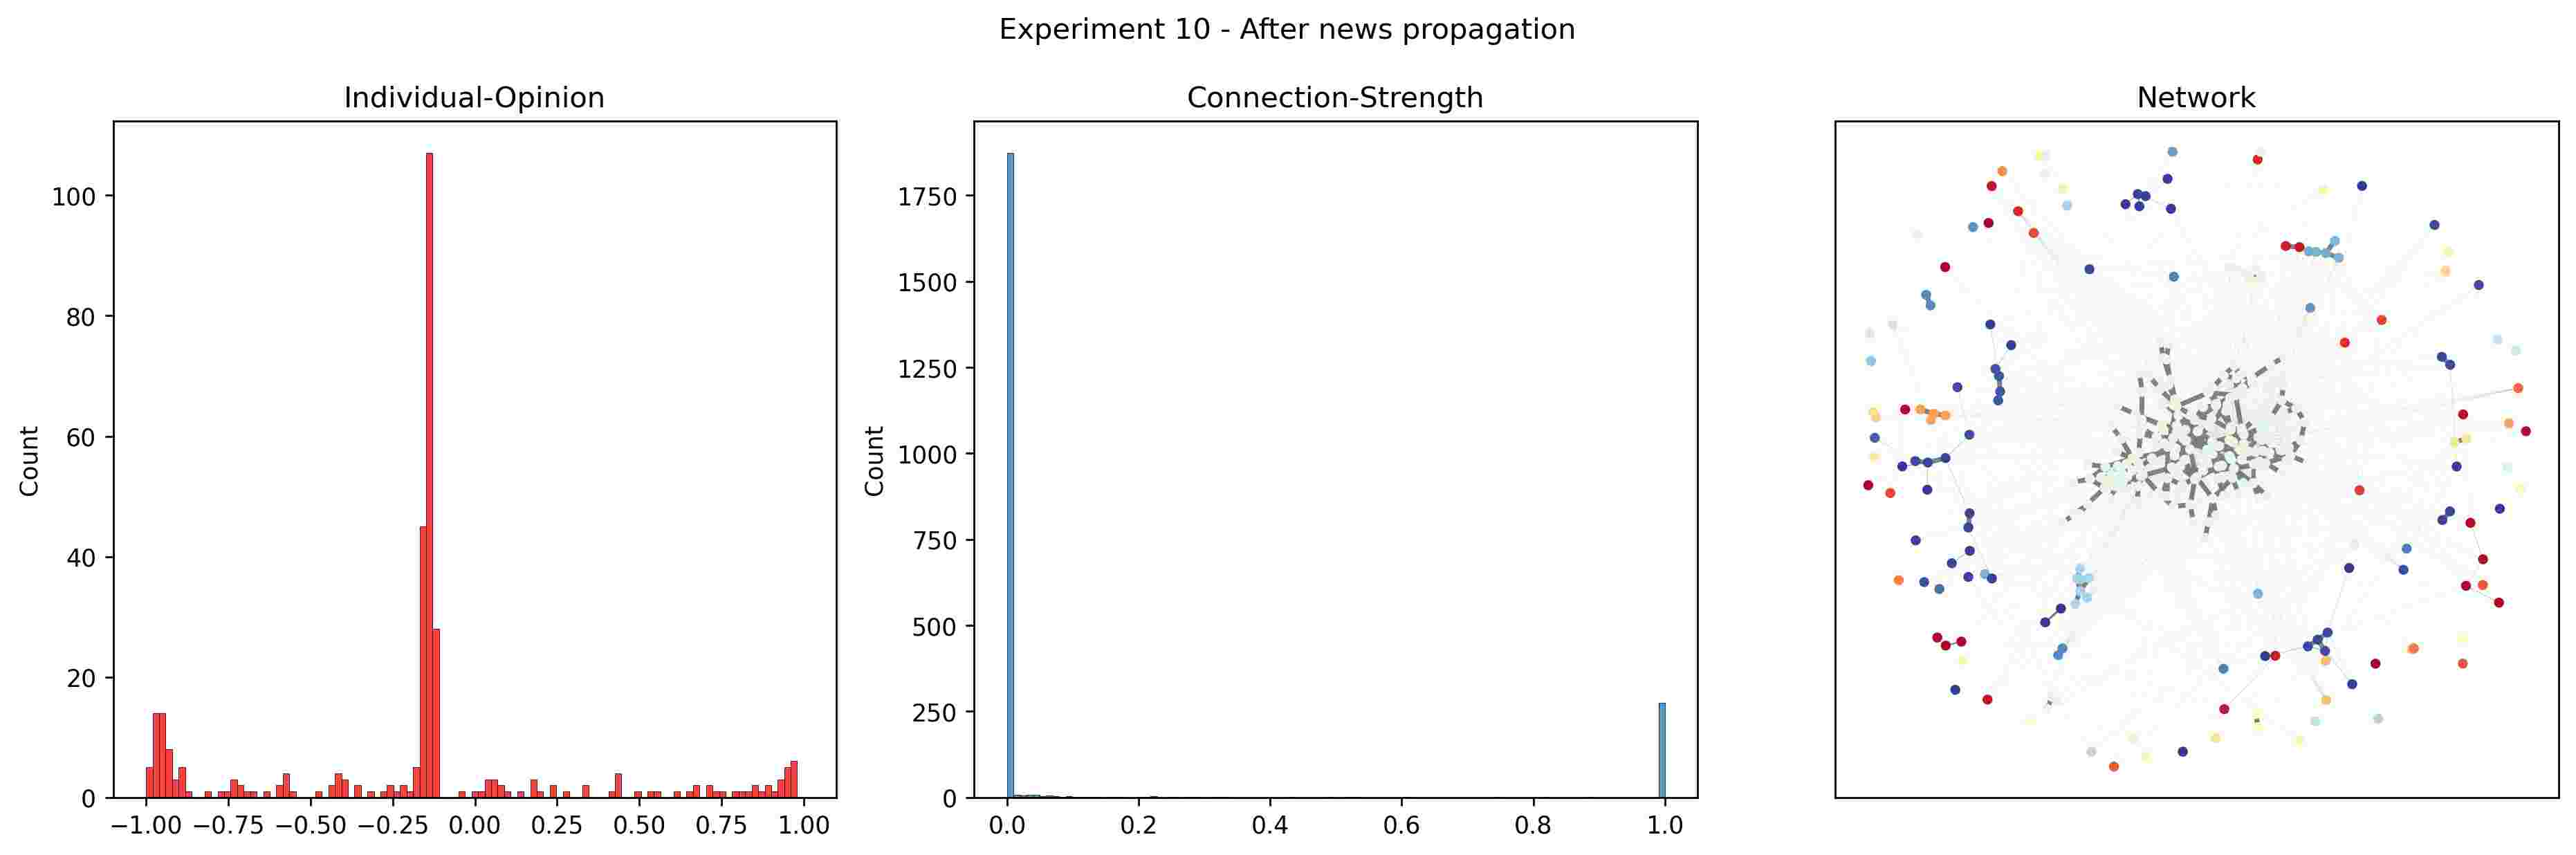 Experiment 10 - After news propagation
Individual-Opinion
Count
100
80
60
40
20
0
−1.00 −0.75 −0.50 −0.25 0.00 0.25 0.50 0.75 1.00
Connection-Strength
Count
1750
1500
1250
1000
750
500
250
0
0.0 0.2 0.4 0.6 0.8 1.0
Network